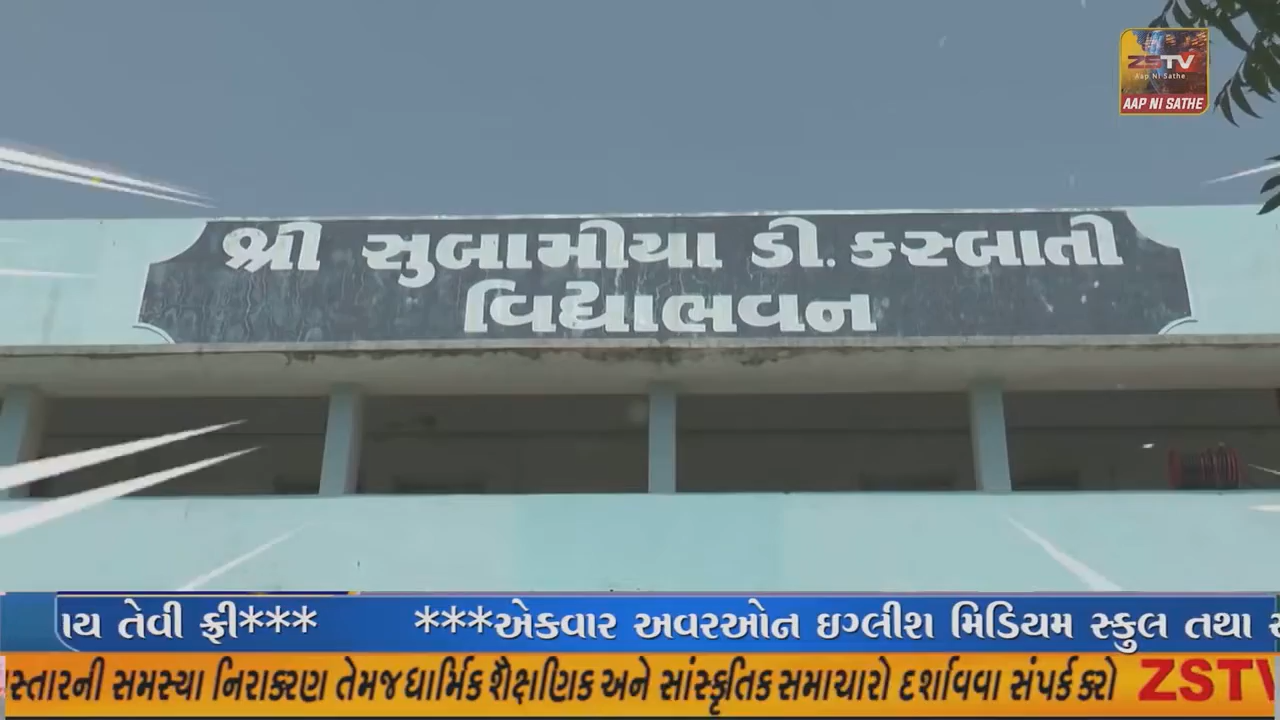 ZSTV
Aap Ni Sathe
AAP NI SATHE
શ્રી સુબામીયા ડી. કરબાતી
વિદ્યાભવન
ાય તેવી ફ્રી*** ***એકવાર અવરઓન ઇગ્લીશ મિડિયમ સ્કુલ તથા
સ્તારની સમસ્યા નિરાકરણ તેમજ ધાર્મિક શૈક્ષણિક અને સાંસ્કૃતિક સમાચારો દર્શાવવા સંપર્ક કરો ZSTV